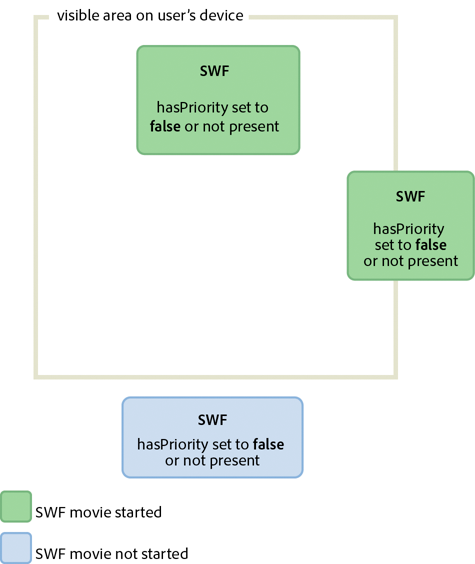 visible area on user's device
SWF
hasPriority set to
false or not present
SWF
hasPriority
set to false
or not present
SWF
hasPriority set to false
or not present
SWF movie started
SWF movie not started